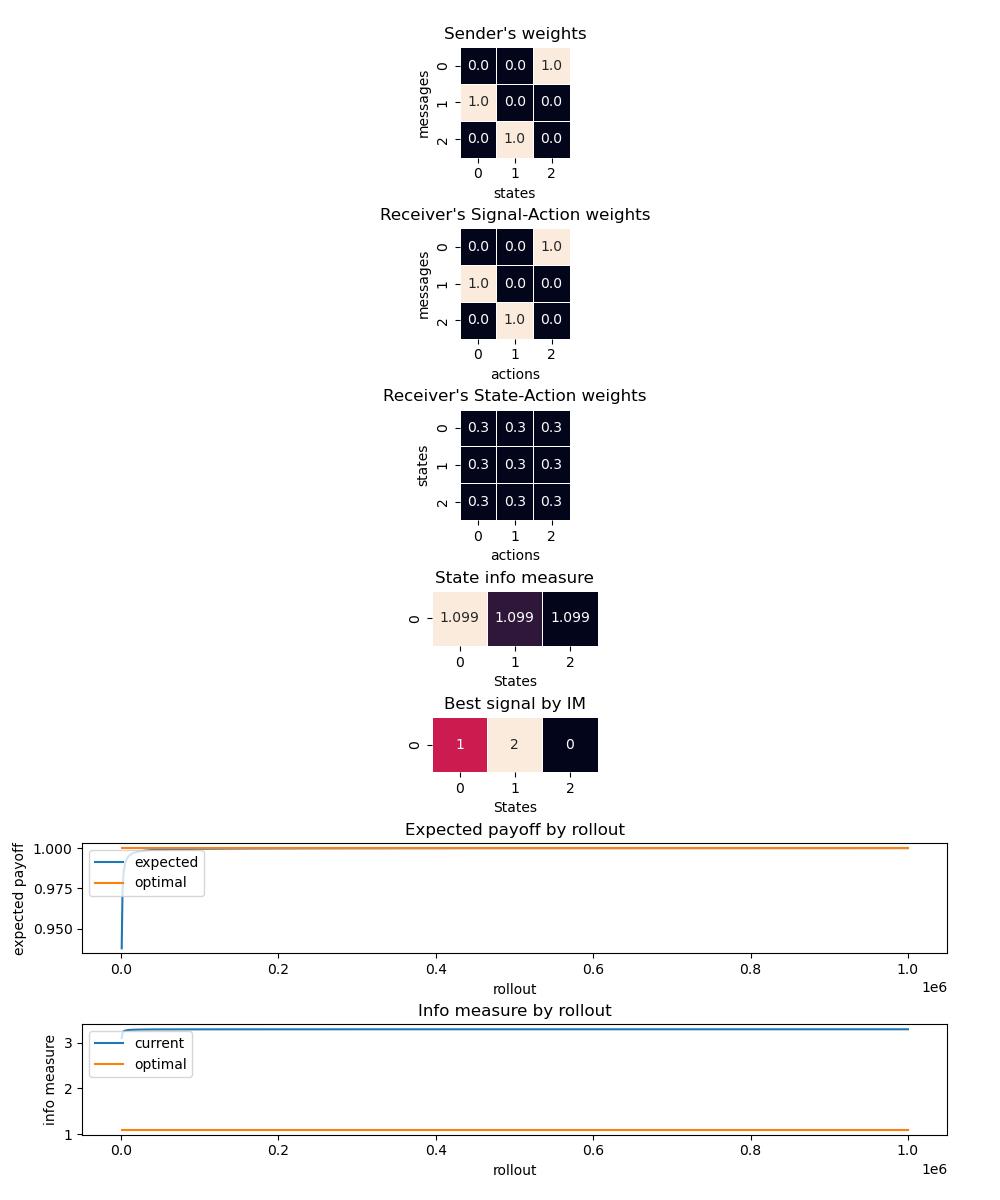 Sender's weights
messages
0 0.0 0.0 1.0
1 1.0 0.0 0.0
2 0.0 1.0 0.0
0 1 2
states
Receiver's Signal-Action weights
messages
0 0.0 0.0 1.0
1 1.0 0.0 0.0
2 0.0 1.0 0.0
0 1 2
actions
Receiver's State-Action weights
states
0 0.3 0.3 0.3
1 0.3 0.3 0.3
2 0.3 0.3 0.3
0 1 2
actions
State info measure
0 1.099 1.099 1.099
0 1 2
States
Best signal by IM
0 1 2 0
0 1 2
States
Expected payoff by rollout
expected payoff
1.000
0.975
0.950
expected
optimal
0.0 0.2 0.4 0.6 0.8 1.0
1e6
rollout
Info measure by rollout
info measure
3
2
1
current
optimal
0.0 0.2 0.4 0.6 0.8 1.0
1e6
rollout